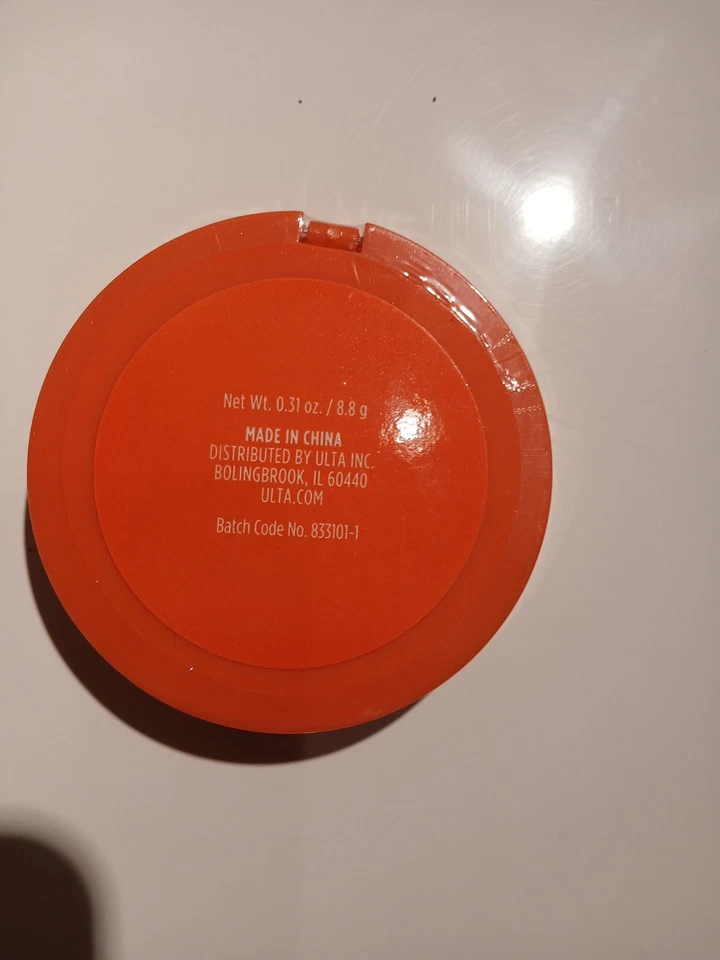 Net Wt. 0.31 oz. / 8.8 g
MADE IN CHINA
DISTRIBUTED BY ULTA INC.
BOLINGBROOK, IL 60440
ULTA.COM
Batch Code No. 833101-1